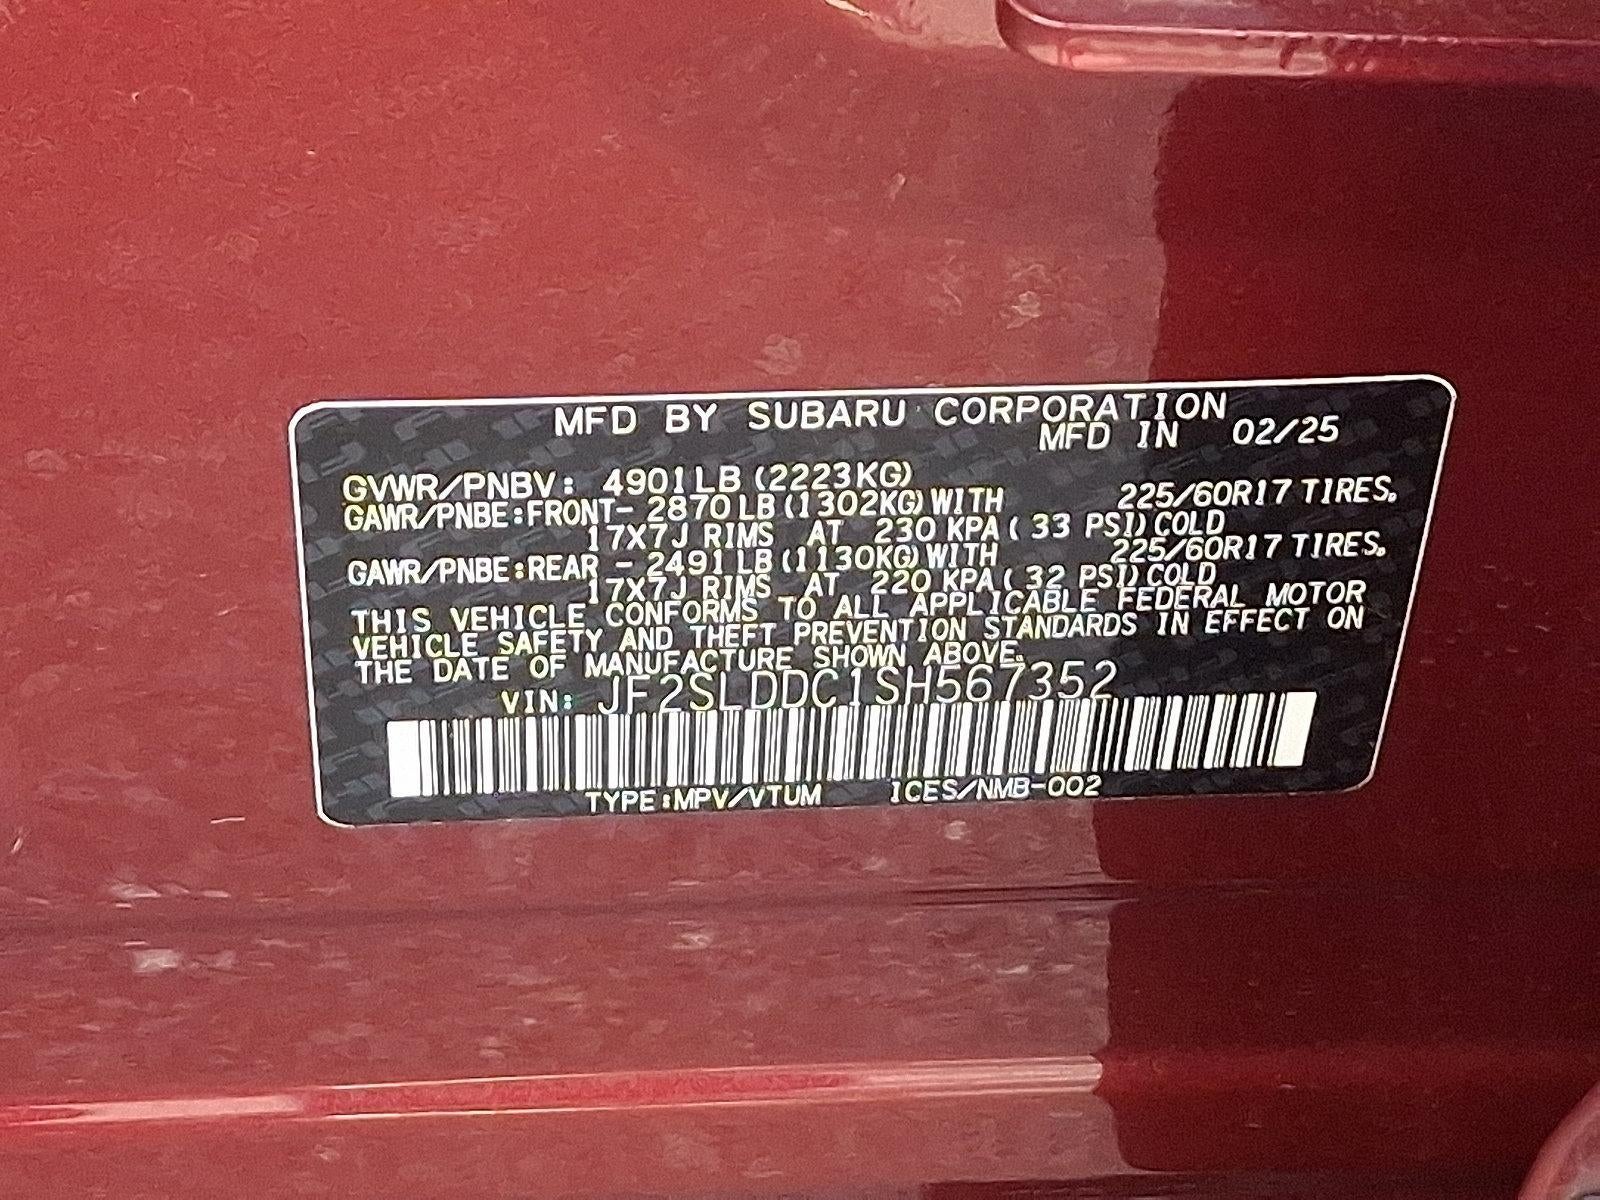 MFD BY SUBARU CORPORATION
MFD IN 02/25
GVWR/PNBV: 4901LB (2223KG)
GAWR/PNBE:FRONT- 2870LB(1302KG)WITH 225/60R17 TIRES.
17X7J RIMS AT 230 KPA( 33 PSI)COLD
GAWR/PNBE:REAR - 2491LB(1130KG)WITH 225/60R17 TIRES.
17X7J RIMS AT 220 KPA( 32 PSI)COLD
THIS VEHICLE CONFORMS TO ALL APPLICABLE FEDERAL MOTOR
VEHICLE SAFETY AND THEFT PREVENTION STANDARDS IN EFFECT ON
THE DATE OF MANUFACTURE SHOWN ABOVE.
VIN: JF2SLDDC1SH567352
TYPE:MPV/VTUM ICES/NMB-002